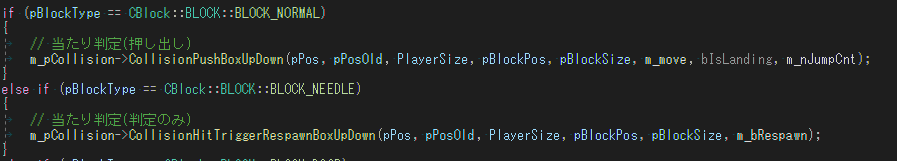 if (pBlockType == CBlock::BLOCK::BLOCK_NORMAL)
{
// 当たり判定(押し出し)
m_pCollision->CollisionPushBoxUpDown(pPos, pPosOld, PlayerSize, pBlockPos, pBlockSize, m_move, bIsLanding, m_nJumpCnt);
}
else if (pBlockType == CBlock::BLOCK::BLOCK_NEEDLE)
{
// 当たり判定(判定のみ)
m_pCollision->CollisionHitTriggerRespawnBoxUpDown(pPos, pPosOld, PlayerSize, pBlockPos, pBlockSize, m_bRespawn);
}